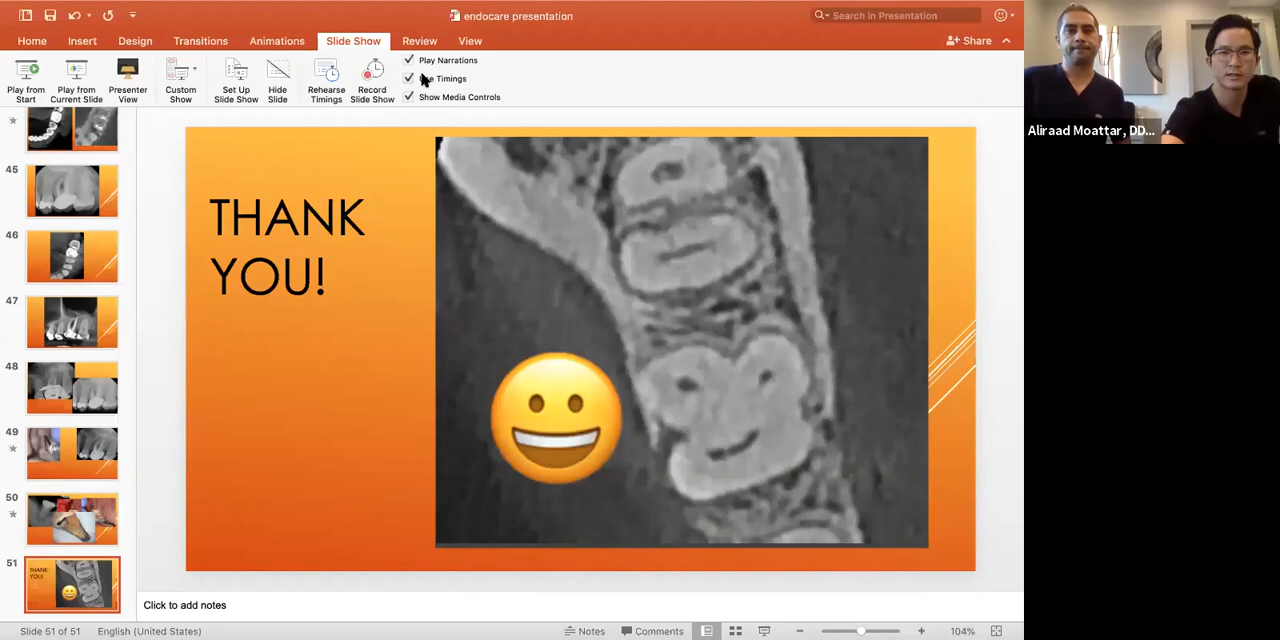 endocare presentation
Search in Presentation
Home Insert Design Transitions Animations Slide Show Review View
Share
Play from Start
Play from Current Slide
Presenter View
Custom Show
Set Up Slide Show
Hide Slide
Rehearse Timings
Record Slide Show
Play Narrations
Timings
Show Media Controls
Aliraad Moattar, DD...
45
46
47
48
49
50
51
THANK YOU!
THANK
YOU!
Click to add notes
Slide 51 of 51 English (United States) Notes Comments 104%